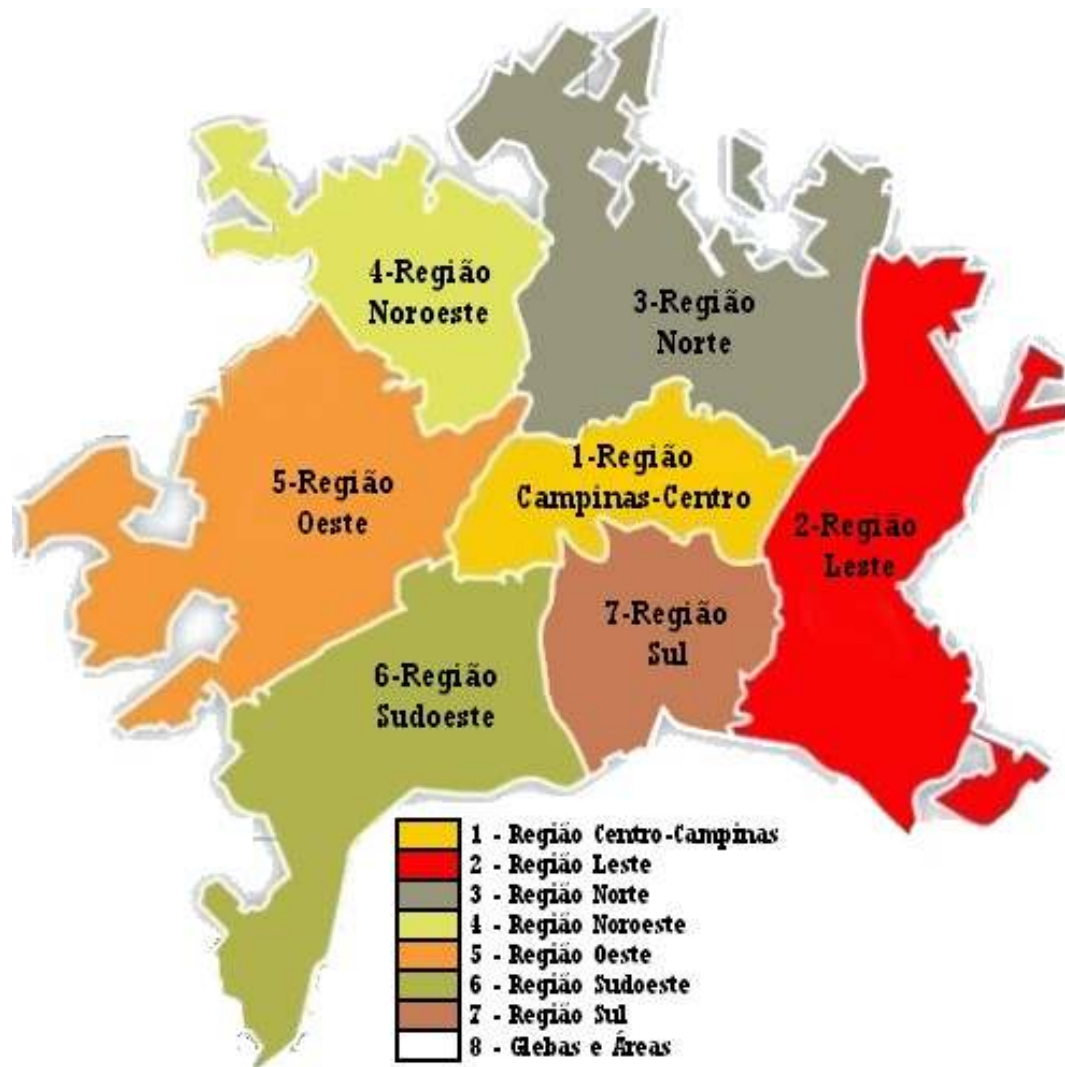 4-Região
Noroeste
3-Região
Norte
1-Região
Campinas-Centro
5-Região
Oeste
2-Região
Leste
7-Região
Sul
6-Região
Sudoeste
1 - Região Centro-Campinas
2 - Região Leste
3 - Região Norte
4 - Região Noroeste
5 - Região Oeste
6 - Região Sudoeste
7 - Região Sul
8 - Glebas e Áreas